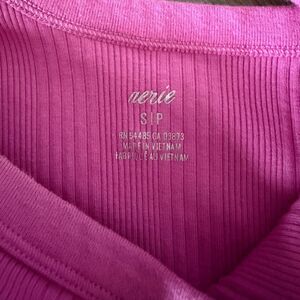 aerie
S|P
RN 54485 CA 03873
MADE IN VIETNAM
FABRIQUÉ AU VIETNAM